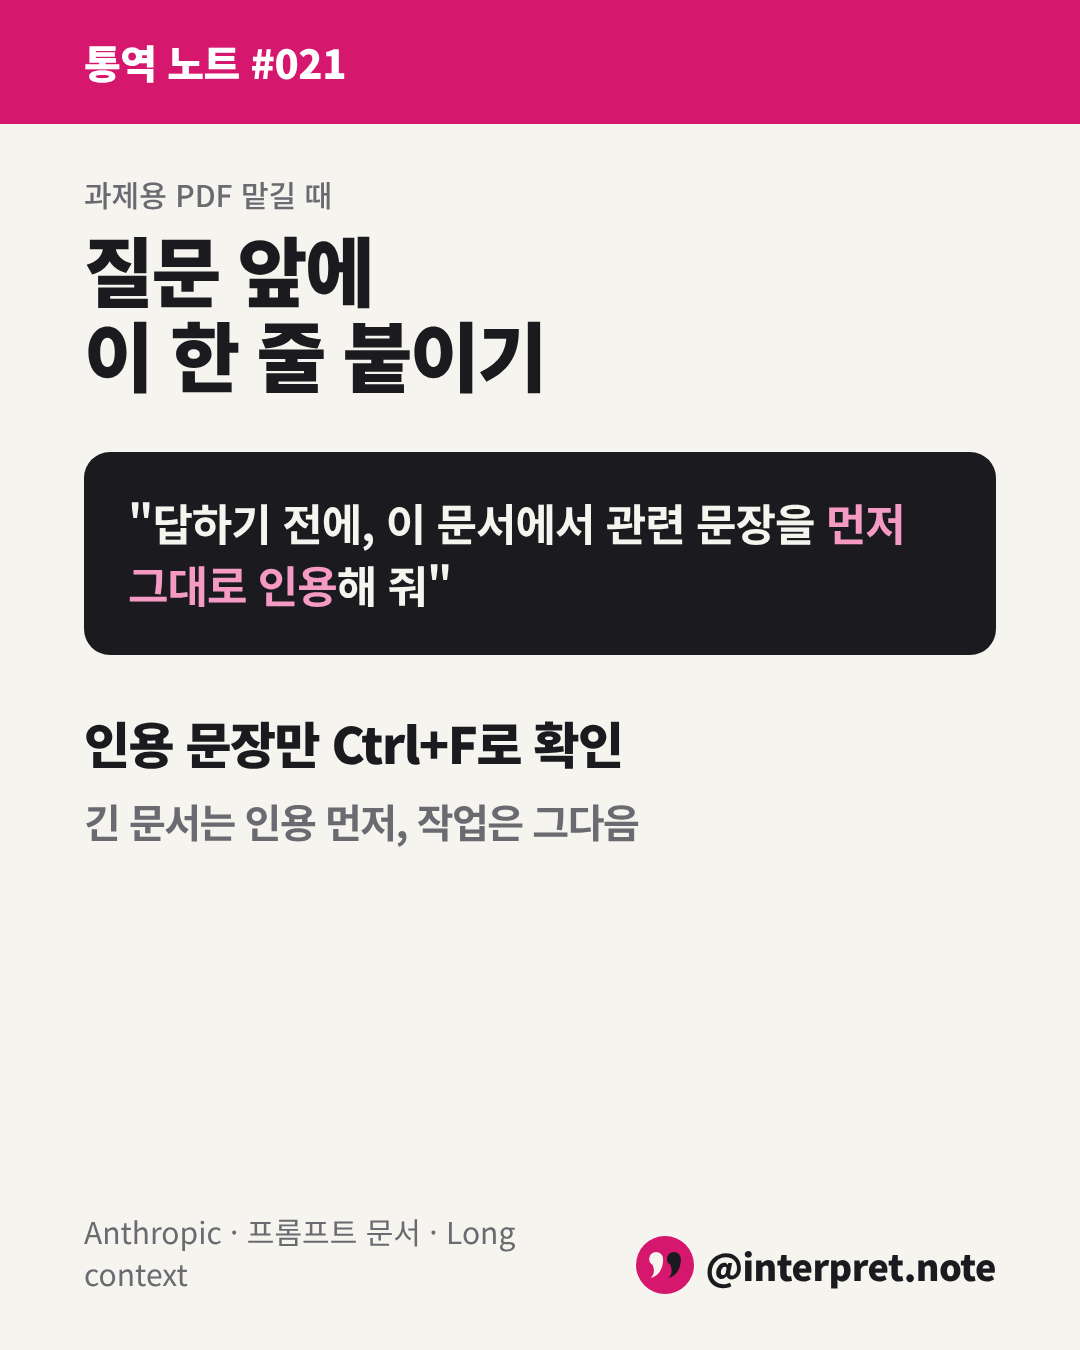 통역 노트 #021
과제용 PDF 맡길 때
질문 앞에
이 한 줄 붙이기
"답하기 전에, 이 문서에서 관련 문장을 먼저
그대로 인용해 줘"
인용 문장만 Ctrl+F로 확인
긴 문서는 인용 먼저, 작업은 그다음
Anthropic · 프롬프트 문서 · Long
context
@interpret.note